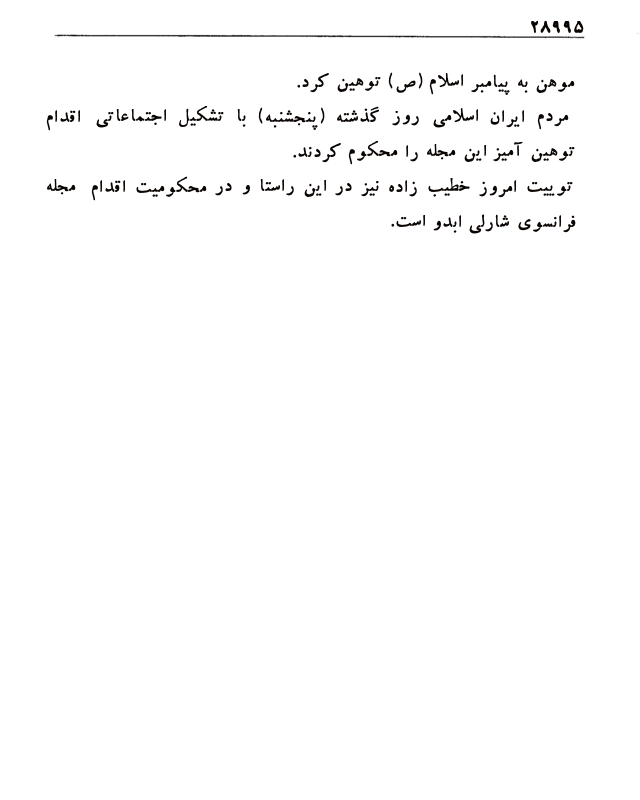 ۲۸۹۹۵
موهن به پیامبر اسلام (ص) توهین کرد.
مردم ایران اسلامی روز گذشته (پنجشنبه) با تشکیل اجتماعاتی اقدام
توهین آمیز این مجله را محکوم کردند.
توییت امروز خطیب زاده نیز در این راستا و در محکومیت اقدام مجله
فرانسوی شارلی ابدو است.